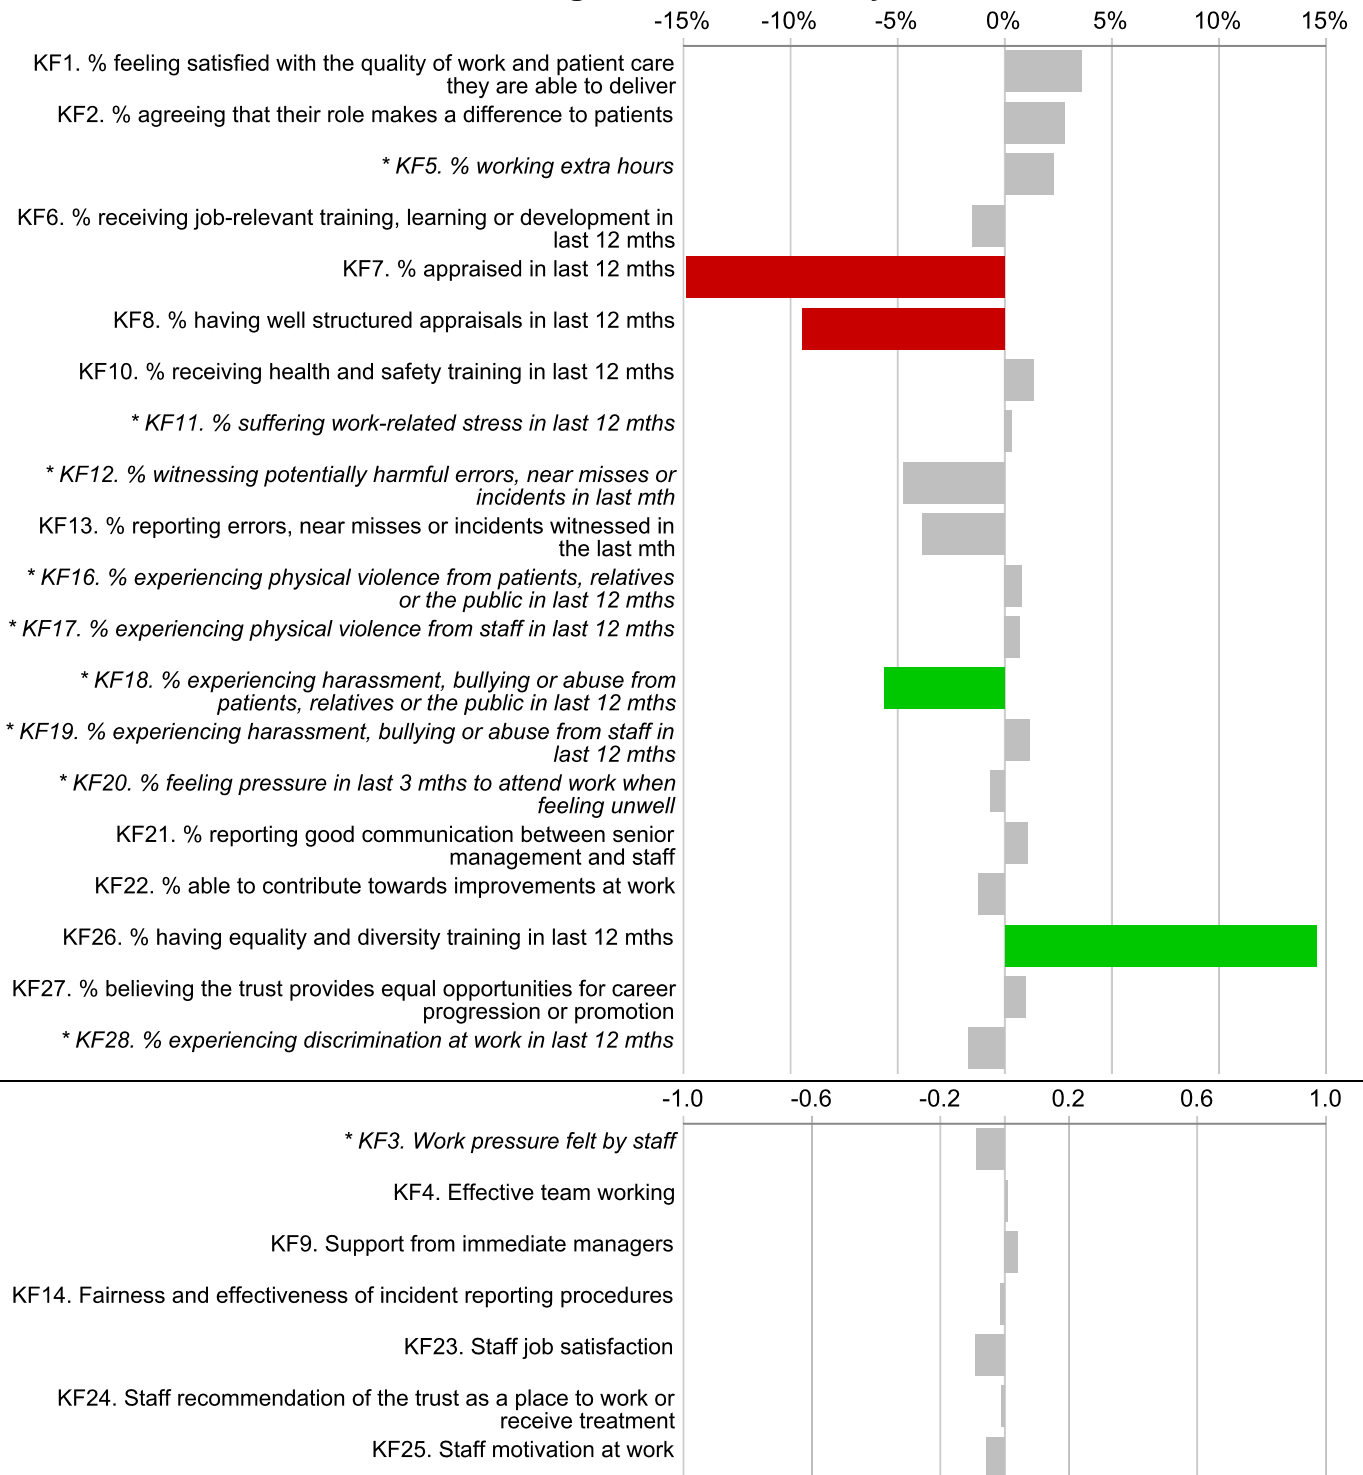 -15% -10% -5% 0% 5% 10% 15%
KF1. % feeling satisfied with the quality of work and patient care
they are able to deliver
KF2. % agreeing that their role makes a difference to patients
* KF5. % working extra hours
KF6. % receiving job-relevant training, learning or development in
last 12 mths
KF7. % appraised in last 12 mths
KF8. % having well structured appraisals in last 12 mths
KF10. % receiving health and safety training in last 12 mths
* KF11. % suffering work-related stress in last 12 mths
* KF12. % witnessing potentially harmful errors, near misses or
incidents in last mth
KF13. % reporting errors, near misses or incidents witnessed in
the last mth
* KF16. % experiencing physical violence from patients, relatives
or the public in last 12 mths
* KF17. % experiencing physical violence from staff in last 12 mths
* KF18. % experiencing harassment, bullying or abuse from
patients, relatives or the public in last 12 mths
* KF19. % experiencing harassment, bullying or abuse from staff in
last 12 mths
* KF20. % feeling pressure in last 3 mths to attend work when
feeling unwell
KF21. % reporting good communication between senior
management and staff
KF22. % able to contribute towards improvements at work
KF26. % having equality and diversity training in last 12 mths
KF27. % believing the trust provides equal opportunities for career
progression or promotion
* KF28. % experiencing discrimination at work in last 12 mths
-1.0 -0.6 -0.2 0.2 0.6 1.0
* KF3. Work pressure felt by staff
KF4. Effective team working
KF9. Support from immediate managers
KF14. Fairness and effectiveness of incident reporting procedures
KF23. Staff job satisfaction
KF24. Staff recommendation of the trust as a place to work or
receive treatment
KF25. Staff motivation at work